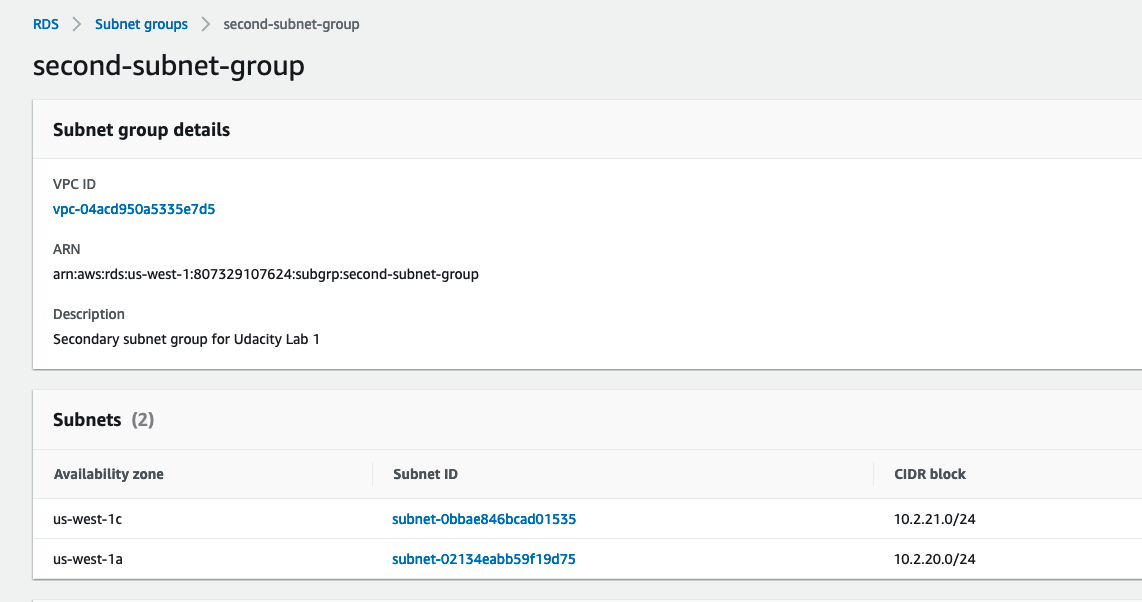 RDS > Subnet groups > second-subnet-group
second-subnet-group
Subnet group details
VPC ID
vpc-04acd950a5335e7d5
ARN
arn:aws:rds:us-west-1:807329107624:subgrp:second-subnet-group
Description
Secondary subnet group for Udacity Lab 1
Subnets (2)
Availability zone Subnet ID CIDR block
us-west-1c subnet-0bbae846bcad01535 10.2.21.0/24
us-west-1a subnet-02134eabb59f19d75 10.2.20.0/24